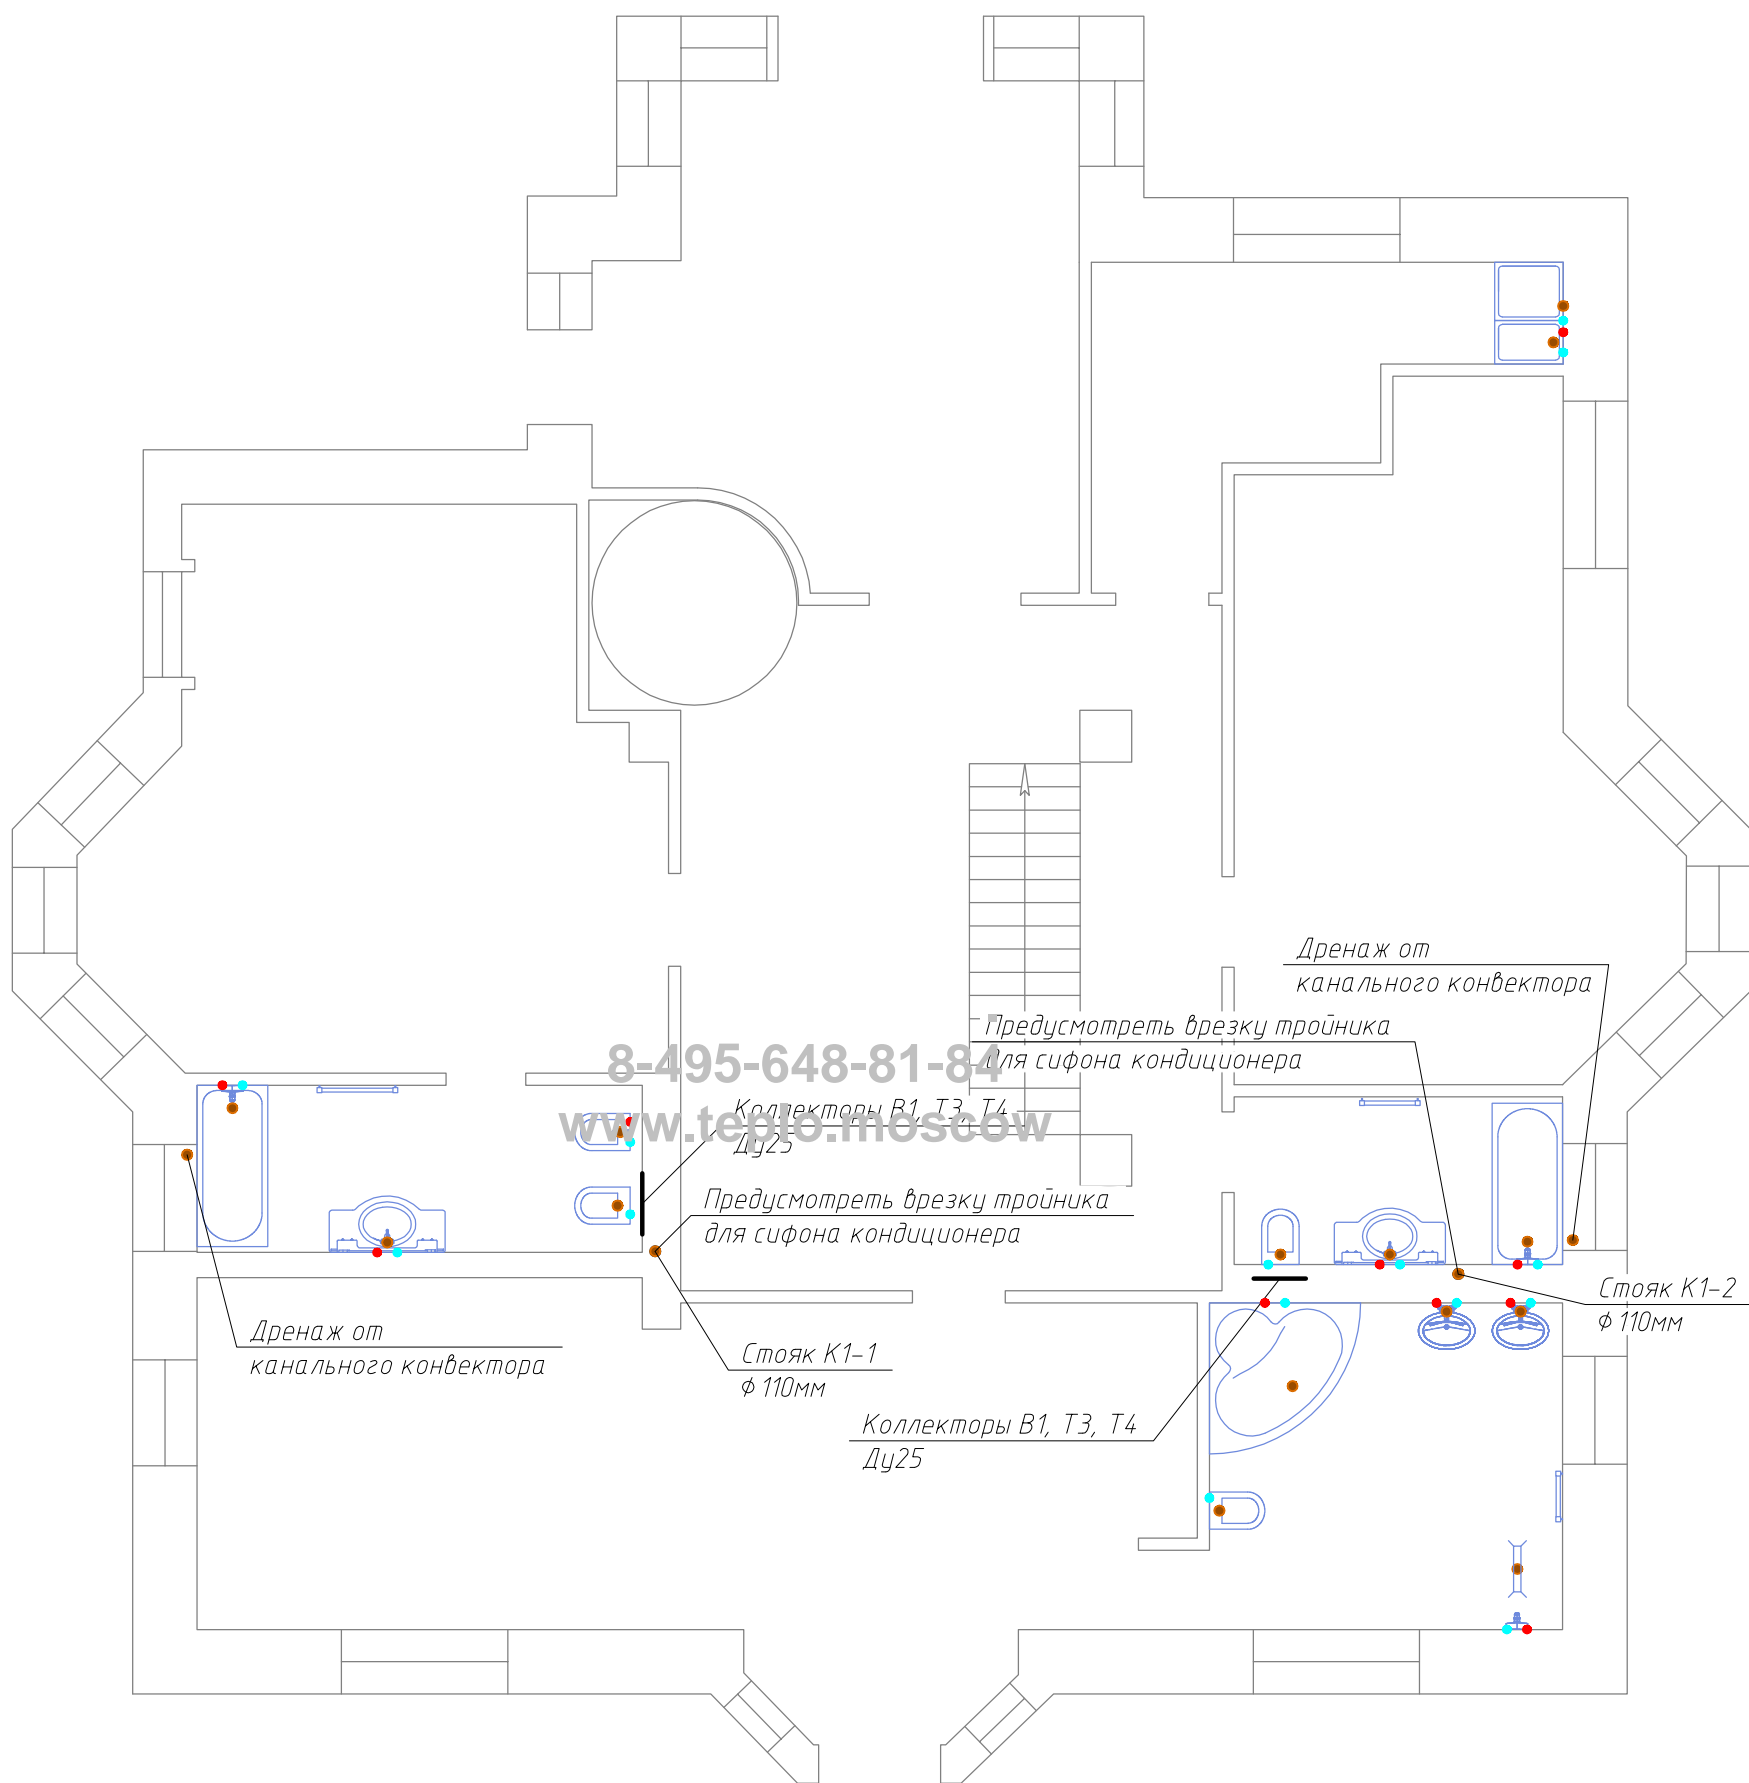 Дренаж от
канального конвектора
Предусмотреть врезку тройника
для сифона кондиционера
8-495-648-81-84
www.teplo.moscow
Коллекторы В1, Т3, Т4
Ду25
Предусмотреть врезку тройника
для сифона кондиционера
Стояк К1-2
ϕ 110мм
Дренаж от
канального конвектора
Стояк К1-1
ϕ 110мм
Коллекторы В1, Т3, Т4
Ду25